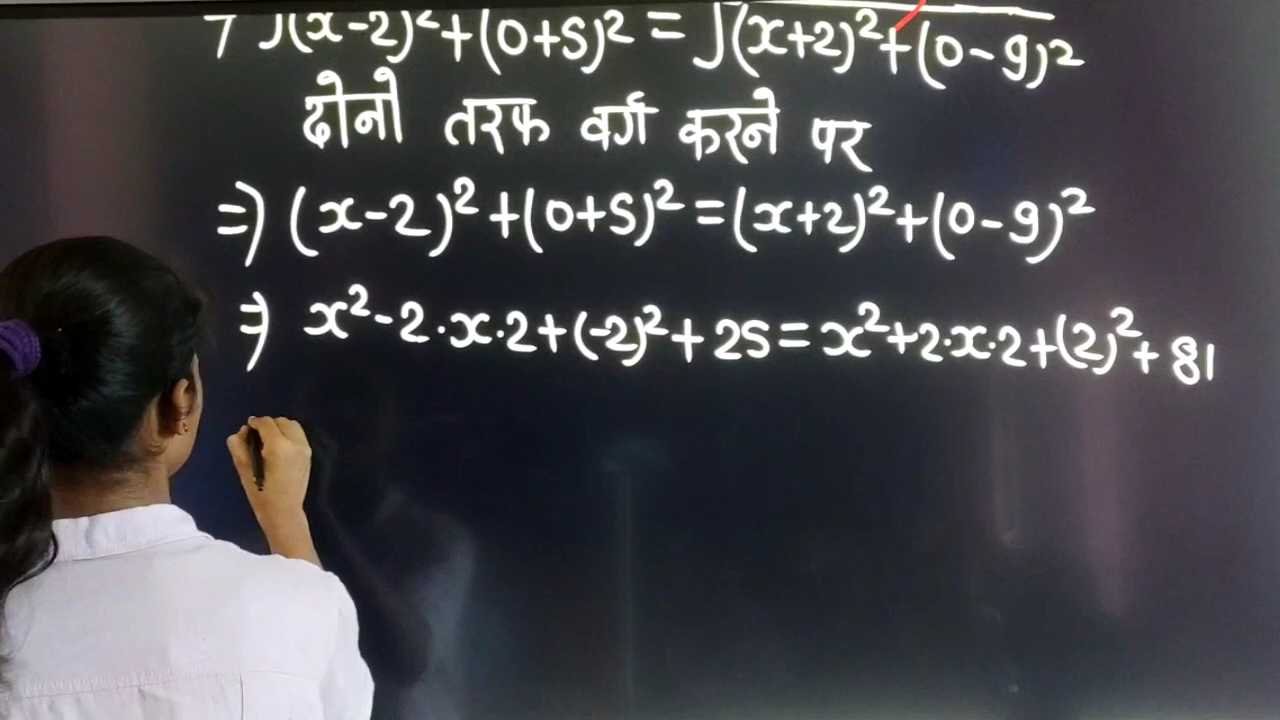 ⇒ √(x-2)²+(0+5)² = √(x+2)²+(0-9)²
दोनो तरफ वर्ग करने पर
⇒ (x-2)²+(0+5)²=(x+2)²+(0-9)²
⇒ x²-2·x·2+(-2)²+25=x²+2·x·2+(2)²+81